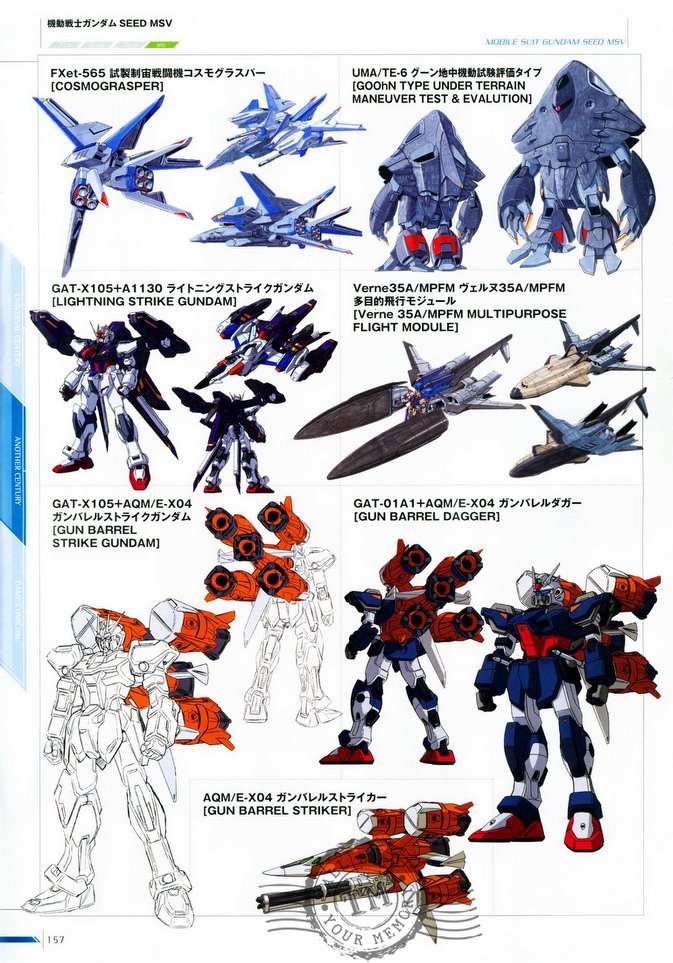 機動戦士ガンダム SEED MSV
MOBILE SUIT GUNDAM SEED MSV
FXet-565 試製制宙戦闘機コスモグラスパー
[COSMOGRASPER]
UMA/TE-6 グーン地中機動試験評価タイプ
[GOOhN TYPE UNDER TERRAIN
MANEUVER TEST & EVALUTION]
GAT-X105+A1130 ライトニングストライクガンダム
[LIGHTNING STRIKE GUNDAM]
Verne35A/MPFM ヴェルヌ35A/MPFM
多目的飛行モジュール
[Verne 35A/MPFM MULTIPURPOSE
FLIGHT MODULE]
UNIVERSAL CENTURY
ANOTHER CENTURY
GAME/COMIC/etc.
GAT-X105+AQM/E-X04
ガンバレルストライクガンダム
[GUN BARREL
STRIKE GUNDAM]
GAT-01A1+AQM/E-X04 ガンバレルダガー
[GUN BARREL DAGGER]
AQM/E-X04 ガンバレルストライカー
[GUN BARREL STRIKER]
TM
YOUR MEMORY
157